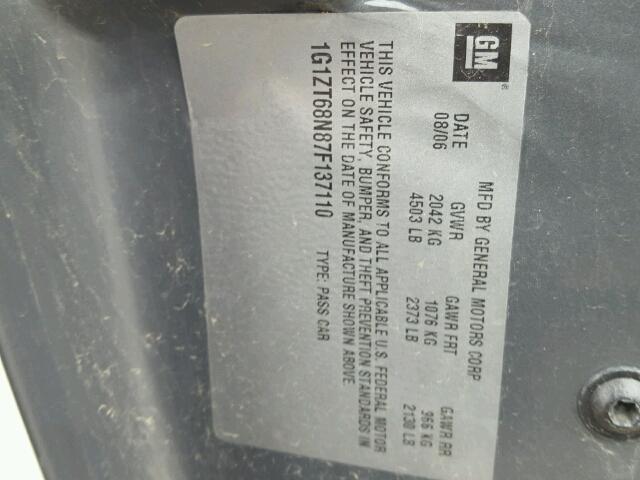 GM ®
MFD BY GENERAL MOTORS CORP
DATE GVWR GAWR FRT GAWR RR
08/06 2042 KG 1076 KG 966 KG
4503 LB 2373 LB 2130 LB
THIS VEHICLE CONFORMS TO ALL APPLICABLE U.S. FEDERAL MOTOR
VEHICLE SAFETY, BUMPER, AND THEFT PREVENTION STANDARDS IN
EFFECT ON THE DATE OF MANUFACTURE SHOWN ABOVE.
1G1ZT68N87F137110 TYPE: PASS CAR